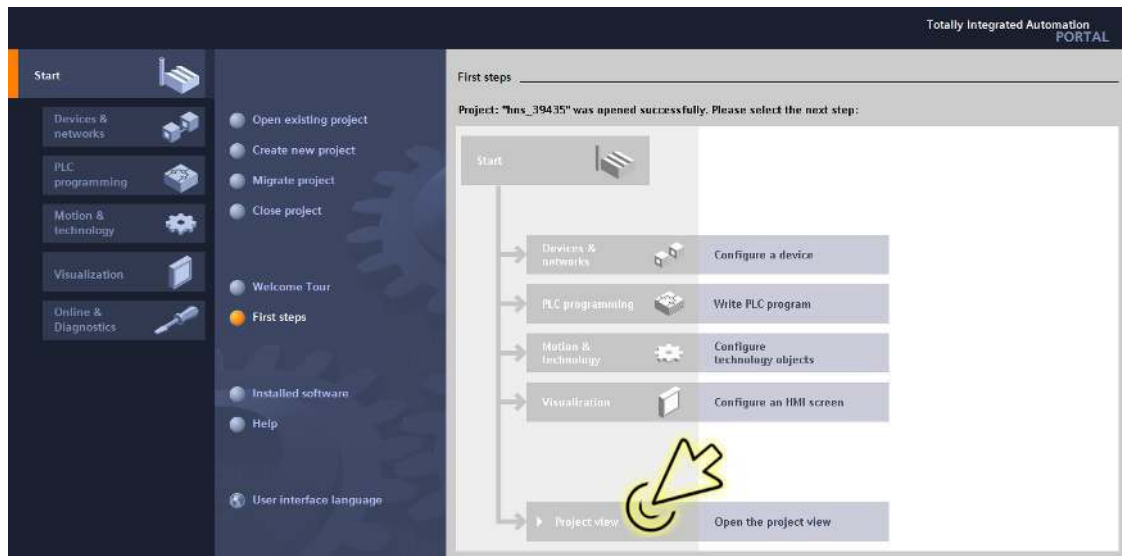 Totally Integrated Automation
PORTAL
Start
Devices &
networks
PLC
programming
Motion &
technology
Visualization
Online &
Diagnostics
Open existing project
Create new project
Migrate project
Close project
Welcome Tour
First steps
Installed software
Help
User interface language
First steps
Project: "hns_39435" was opened successfully. Please select the next step:
Start
Devices &
networks
Configure a device
PLC programming
Write PLC program
Motion &
technology
Configure
technology objects
Visualization
Configure an HMI screen
Project view
Open the project view